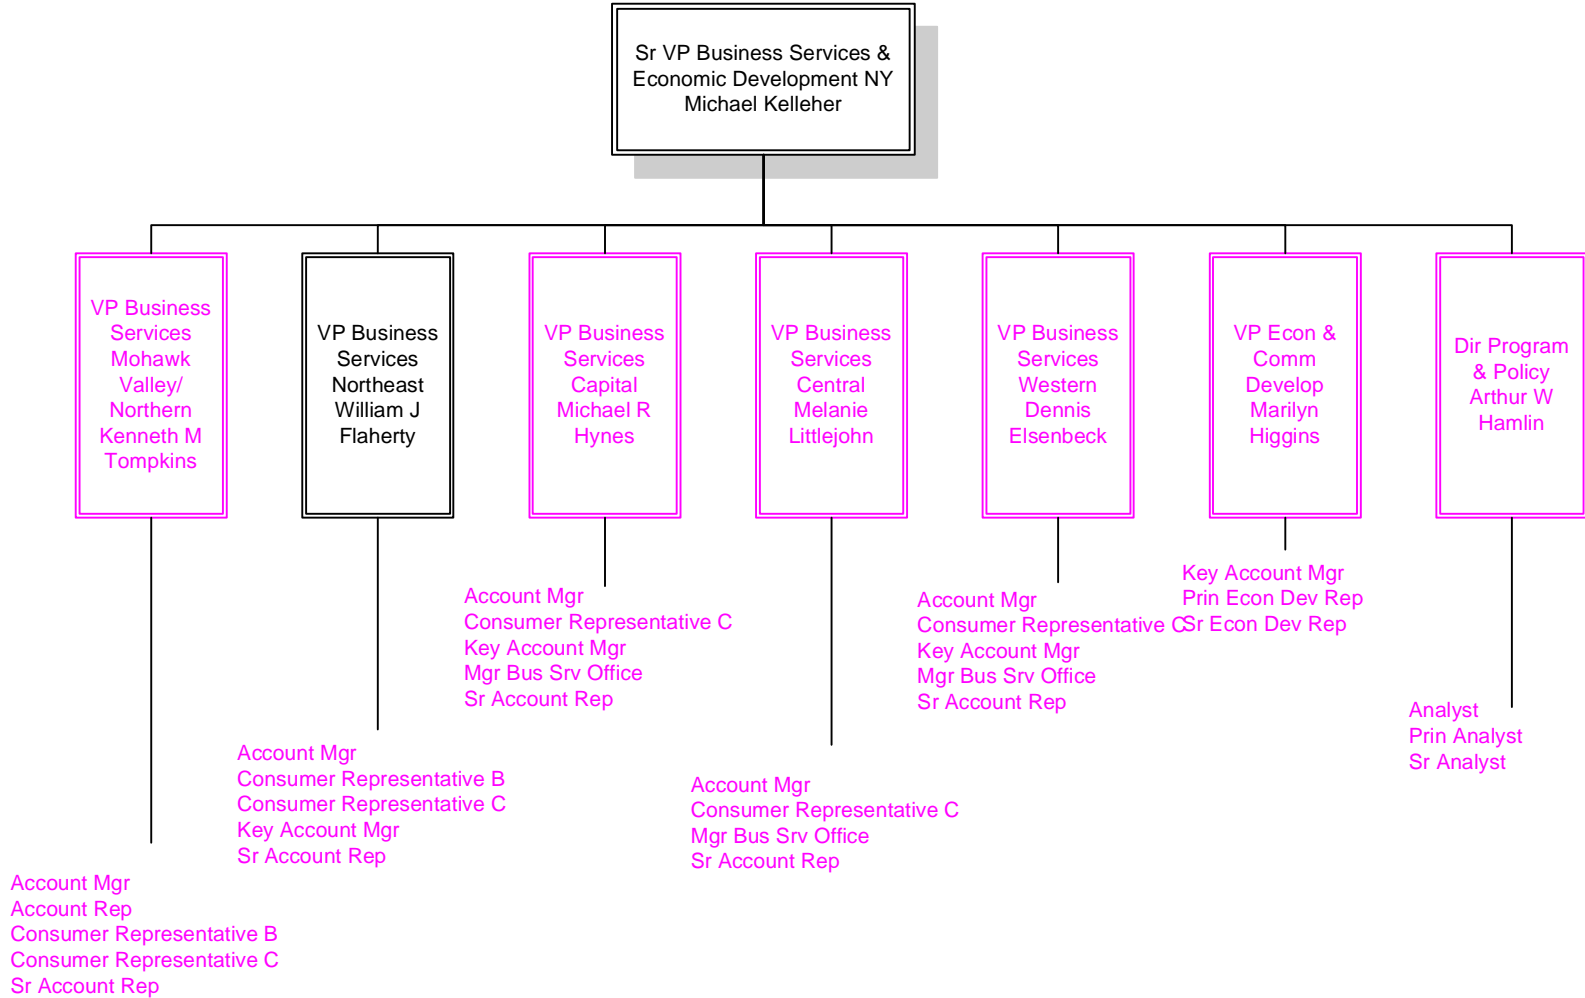 Sr VP Business Services &
Economic Development NY
Michael Kelleher
VP Business
Services
Mohawk
Valley/
Northern
Kenneth M
Tompkins
VP Business
Services
Northeast
William J
Flaherty
VP Business
Services
Capital
Michael R
Hynes
VP Business
Services
Central
Melanie
Littlejohn
VP Business
Services
Western
Dennis
Elsenbeck
VP Econ &
Comm
Develop
Marilyn
Higgins
Dir Program
& Policy
Arthur W
Hamlin
Account Mgr
Account Rep
Consumer Representative B
Consumer Representative C
Sr Account Rep
Account Mgr
Consumer Representative B
Consumer Representative C
Key Account Mgr
Sr Account Rep
Account Mgr
Consumer Representative C
Key Account Mgr
Mgr Bus Srv Office
Sr Account Rep
Account Mgr
Consumer Representative C
Mgr Bus Srv Office
Sr Account Rep
Account Mgr
Consumer Representative C
Key Account Mgr
Mgr Bus Srv Office
Sr Account Rep
Key Account Mgr
Prin Econ Dev Rep
Sr Econ Dev Rep
Analyst
Prin Analyst
Sr Analyst